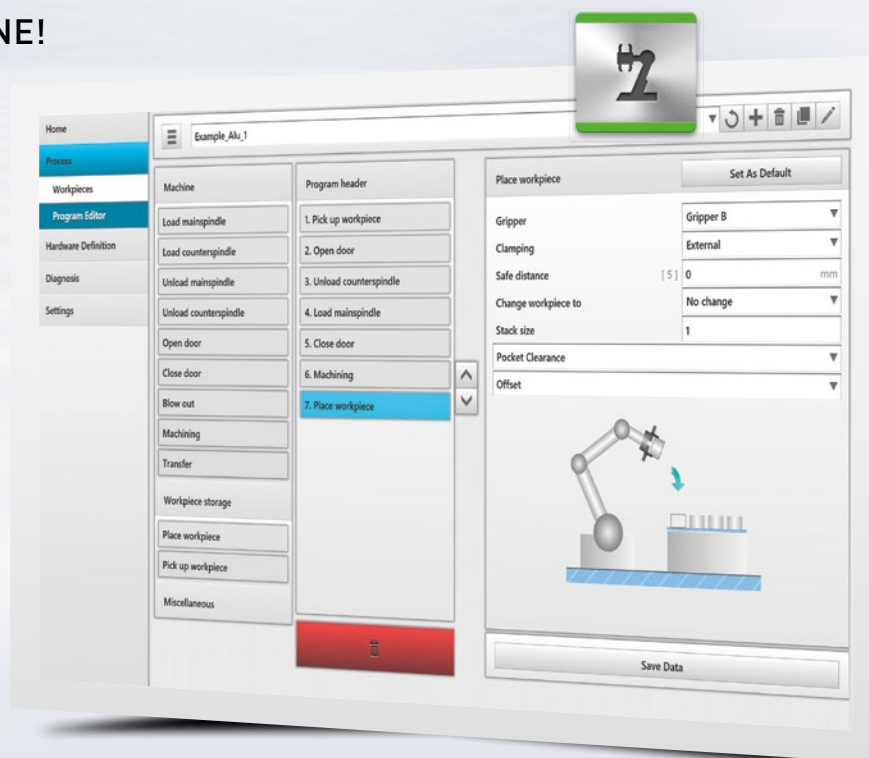 NE!
Home
Process
Workpieces
Program Editor
Hardware Definition
Diagnosis
Settings
Example_Alu_1
Machine
Load mainspindle
Load counterspindle
Unload mainspindle
Unload counterspindle
Open door
Close door
Blow out
Machining
Transfer
Workpiece storage
Place workpiece
Pick up workpiece
Miscellaneous
Program header
1. Pick up workpiece
2. Open door
3. Unload counterspindle
4. Load mainspindle
5. Close door
6. Machining
7. Place workpiece
Place workpiece
Set As Default
Gripper
Gripper B
Clamping
External
Safe distance [ 5 ] 0 mm
Change workpiece to
No change
Stack size
1
Pocket Clearance
Offset
Save Data